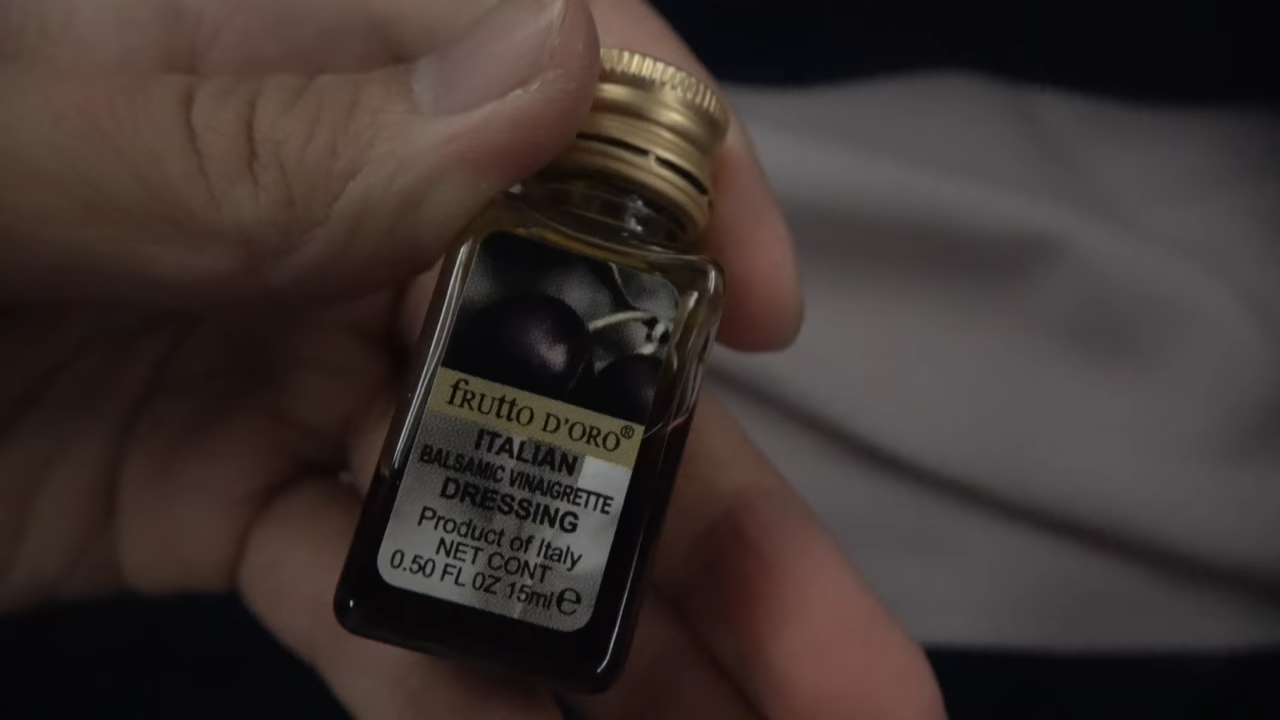 fRUttO D'ORO®
ITALIAN
BALSAMIC VINAIGRETTE
DRESSING
Product of Italy
NET CONT
0.50 FL OZ 15ml e